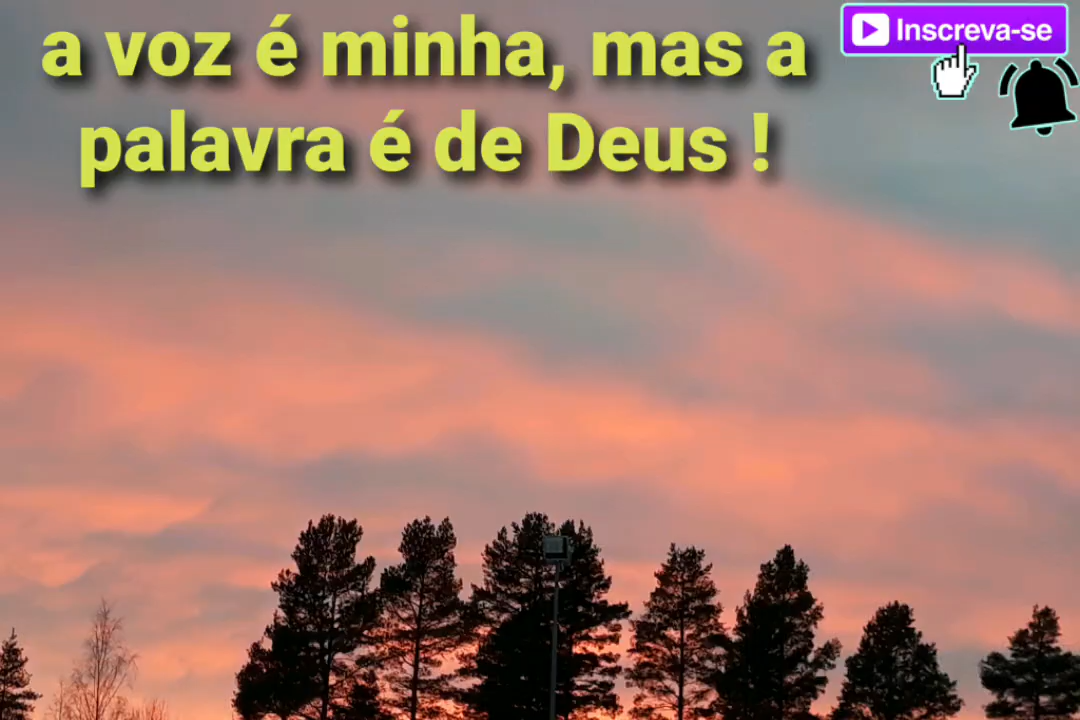 a voz é minha, mas a
palavra é de Deus !
Inscreva-se